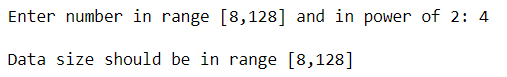 Enter number in range [8,128] and in power of 2: 4
Data size should be in range [8,128]